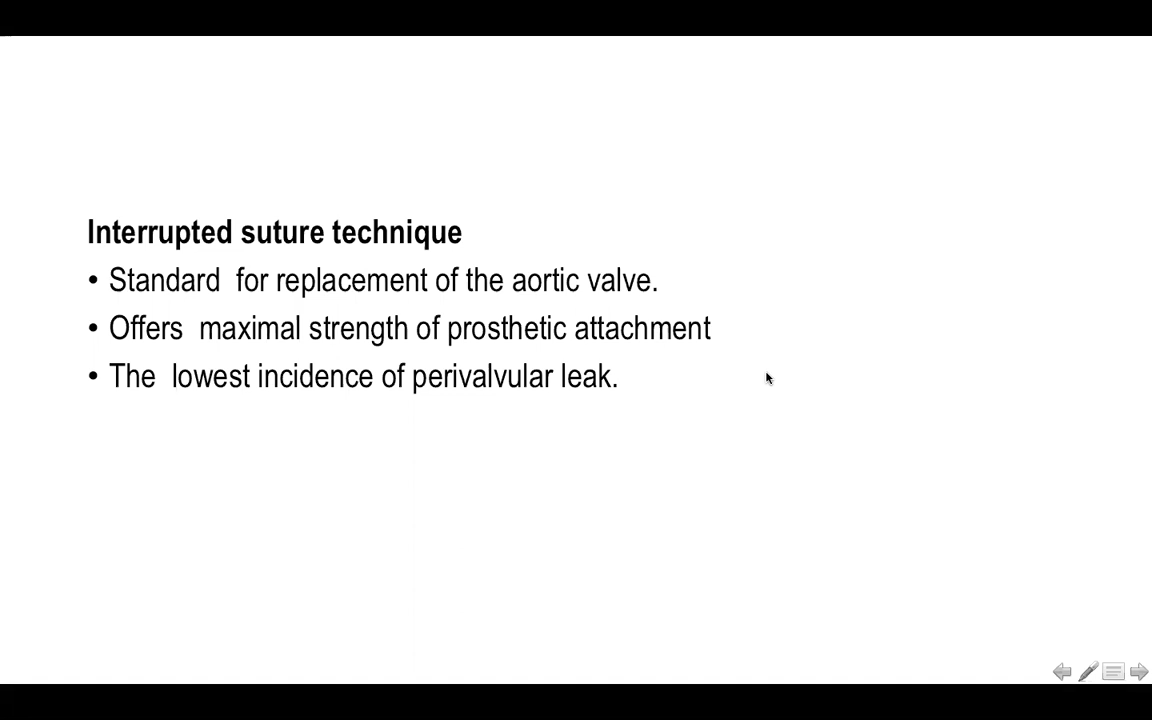 Interrupted suture technique
• Standard  for replacement of the aortic valve.
• Offers  maximal strength of prosthetic attachment
• The  lowest incidence of perivalvular leak.